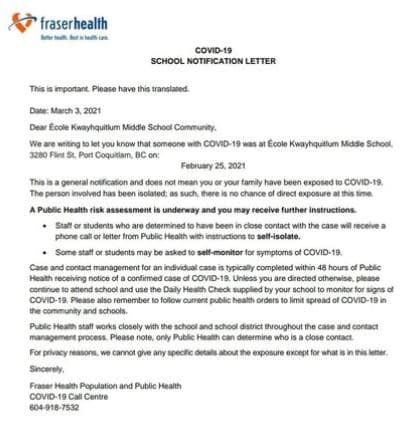 fraserhealth
Better health. Best in health care.
COVID-19
SCHOOL NOTIFICATION LETTER
This is important. Please have this translated.
Date: March 3, 2021
Dear École Kwayhquitlum Middle School Community,
We are writing to let you know that someone with COVID-19 was at École Kwayhquitlum Middle School,
3280 Flint St, Port Coquitlam, BC on:
February 25, 2021
This is a general notification and does not mean you or your family have been exposed to COVID-19.
The person involved has been isolated; as such, there is no chance of direct exposure at this time.
A Public Health risk assessment is underway and you may receive further instructions.
• Staff or students who are determined to have been in close contact with the case will receive a
phone call or letter from Public Health with instructions to self-isolate.
• Some staff or students may be asked to self-monitor for symptoms of COVID-19.
Case and contact management for an individual case is typically completed within 48 hours of Public
Health receiving notice of a confirmed case of COVID-19. Unless you are directed otherwise, please
continue to attend school and use the Daily Health Check supplied by your school to monitor for signs of
COVID-19. Please also remember to follow current public health orders to limit spread of COVID-19 in
the community and schools.
Public Health staff works closely with the school and school district throughout the case and contact
management process. Please note, only Public Health can determine who is a close contact.
For privacy reasons, we cannot give any specific details about the exposure except for what is in this letter.
Sincerely,
Fraser Health Population and Public Health
COVID-19 Call Centre
604-918-7532